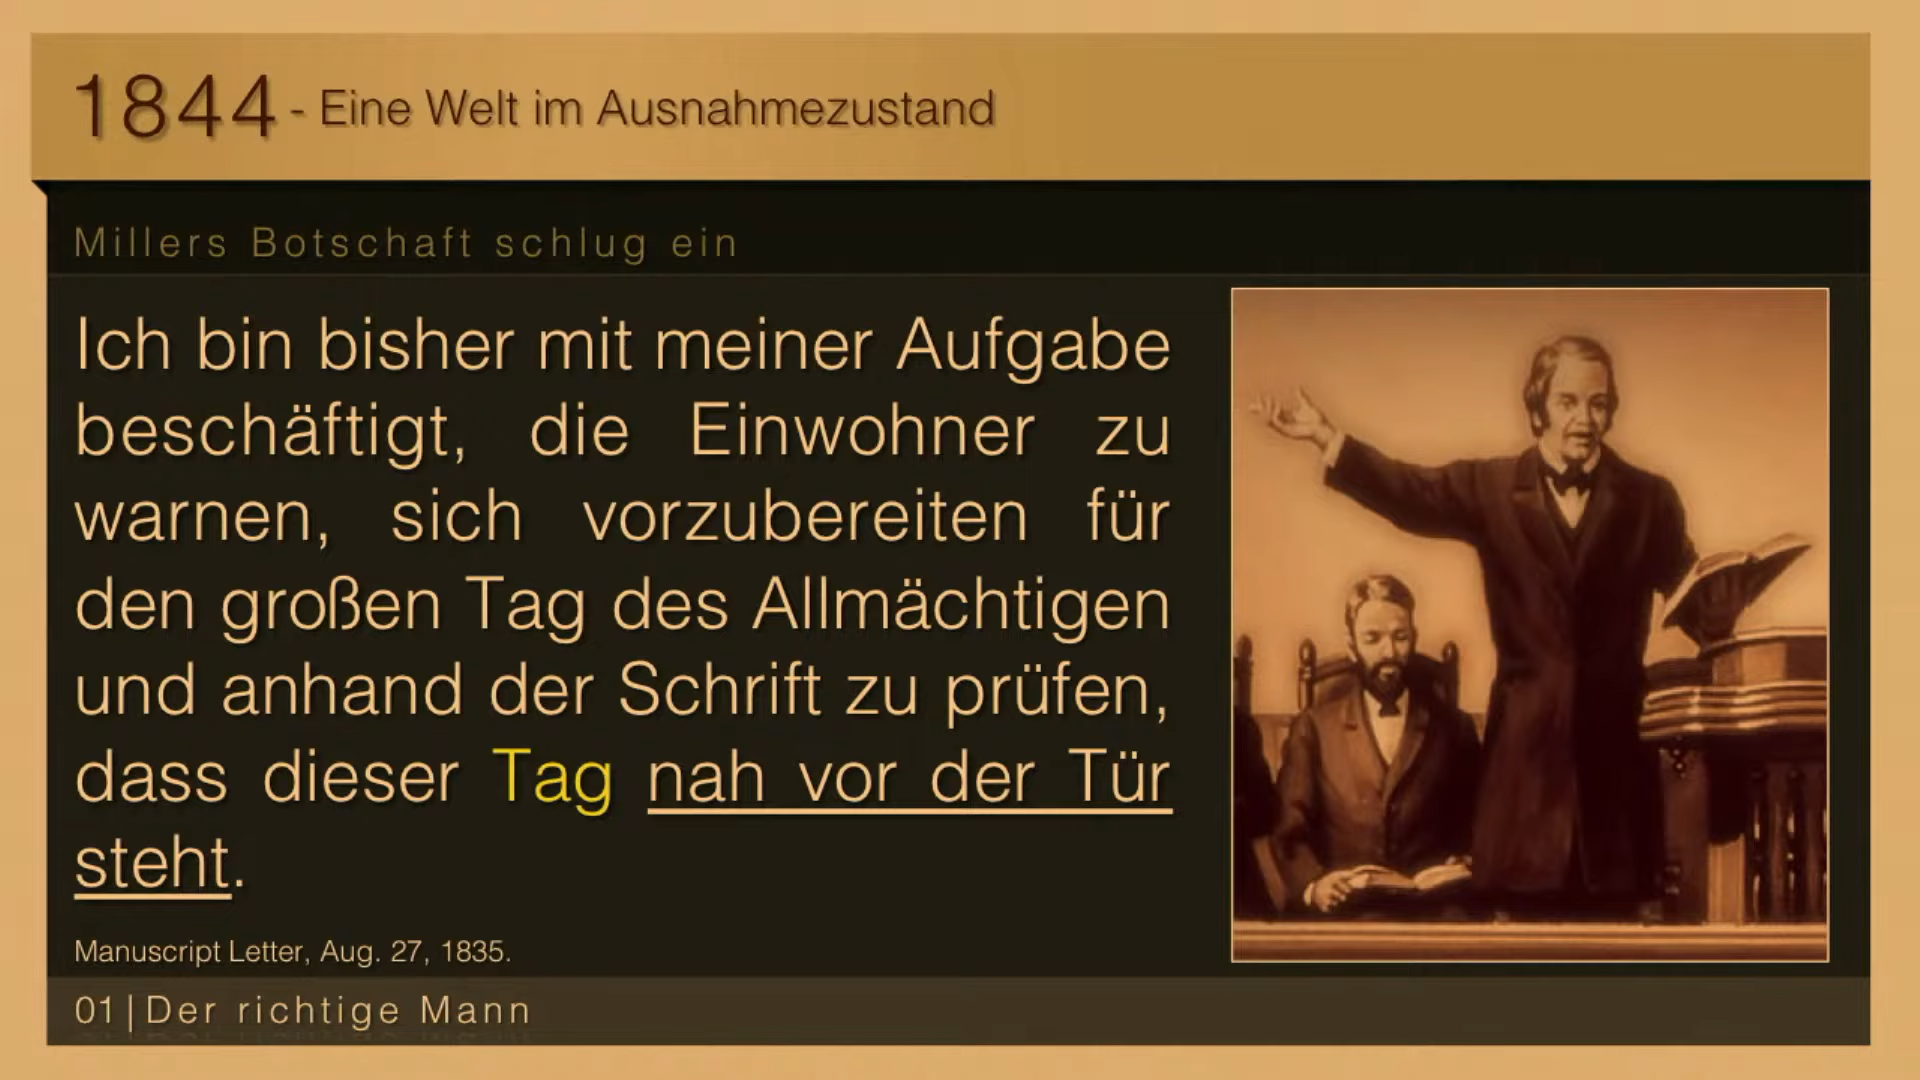 1844 - Eine Welt im Ausnahmezustand
Millers Botschaft schlug ein
Ich bin bisher mit meiner Aufgabe
beschäftigt, die Einwohner zu
warnen, sich vorzubereiten für
den großen Tag des Allmächtigen
und anhand der Schrift zu prüfen,
dass dieser Tag nah vor der Tür
steht.
Manuscript Letter, Aug. 27, 1835.
01|Der richtige Mann